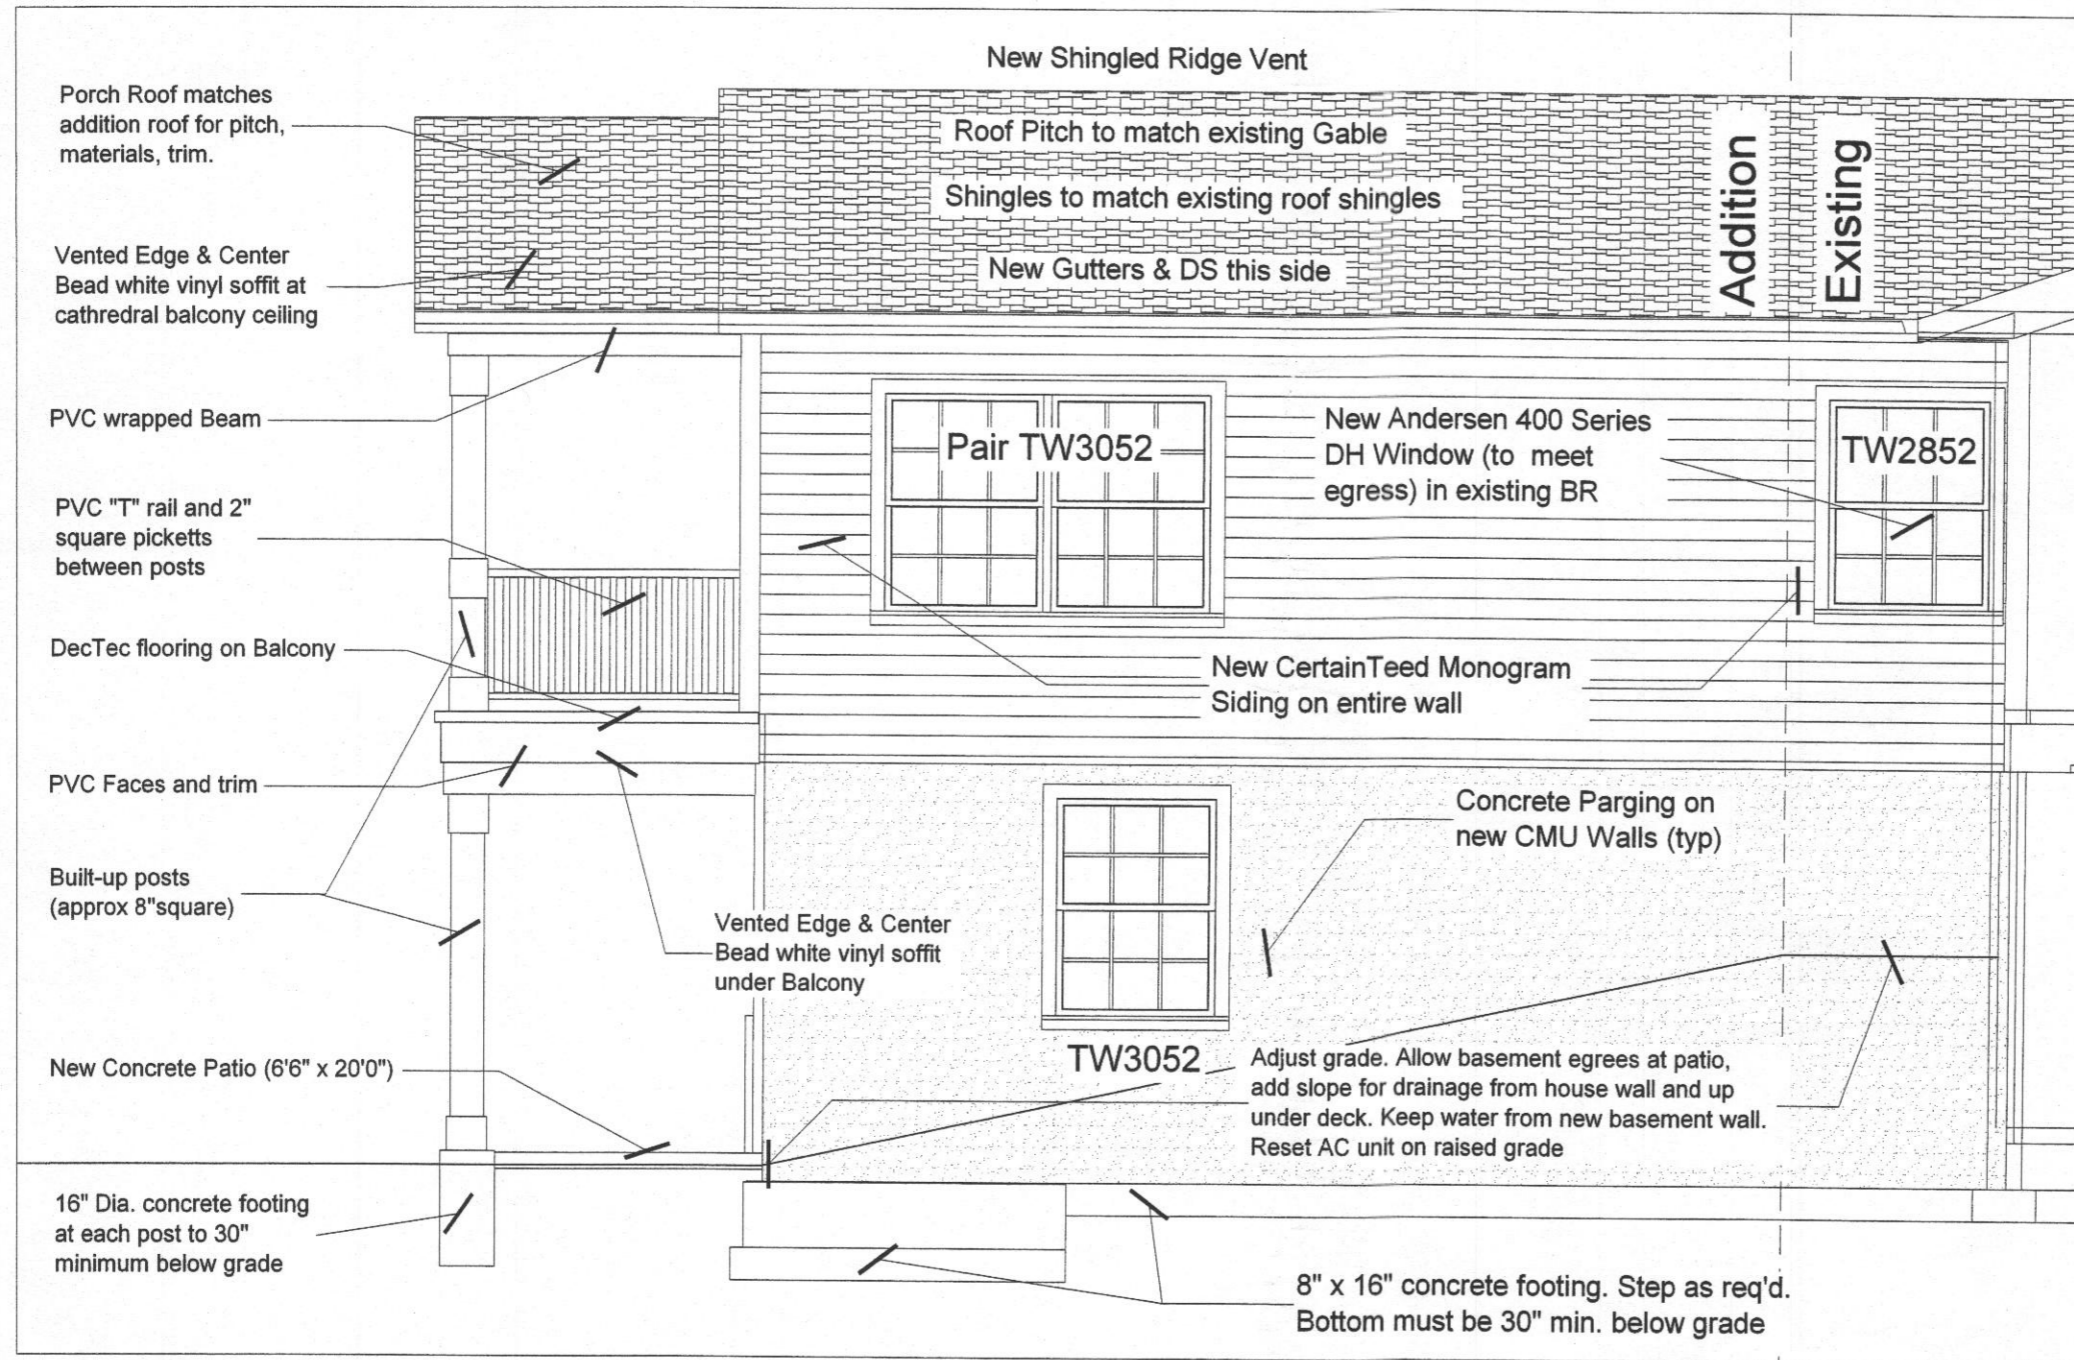 New Shingled Ridge Vent
Porch Roof matches
addition roof for pitch,
materials, trim.
Roof Pitch to match existing Gable
Shingles to match existing roof shingles
New Gutters & DS this side
Addition
Existing
Vented Edge & Center
Bead white vinyl soffit at
cathredral balcony ceiling
PVC wrapped Beam
Pair TW3052
New Andersen 400 Series
DH Window (to meet
egress) in existing BR
TW2852
PVC "T" rail and 2"
square picketts
between posts
DecTec flooring on Balcony
New CertainTeed Monogram
Siding on entire wall
PVC Faces and trim
Concrete Parging on
new CMU Walls (typ)
Built-up posts
(approx 8"square)
Vented Edge & Center
Bead white vinyl soffit
under Balcony
New Concrete Patio (6'6" x 20'0")
TW3052
Adjust grade. Allow basement egrees at patio,
add slope for drainage from house wall and up
under deck. Keep water from new basement wall.
Reset AC unit on raised grade
16" Dia. concrete footing
at each post to 30"
minimum below grade
8" x 16" concrete footing. Step as req'd.
Bottom must be 30" min. below grade